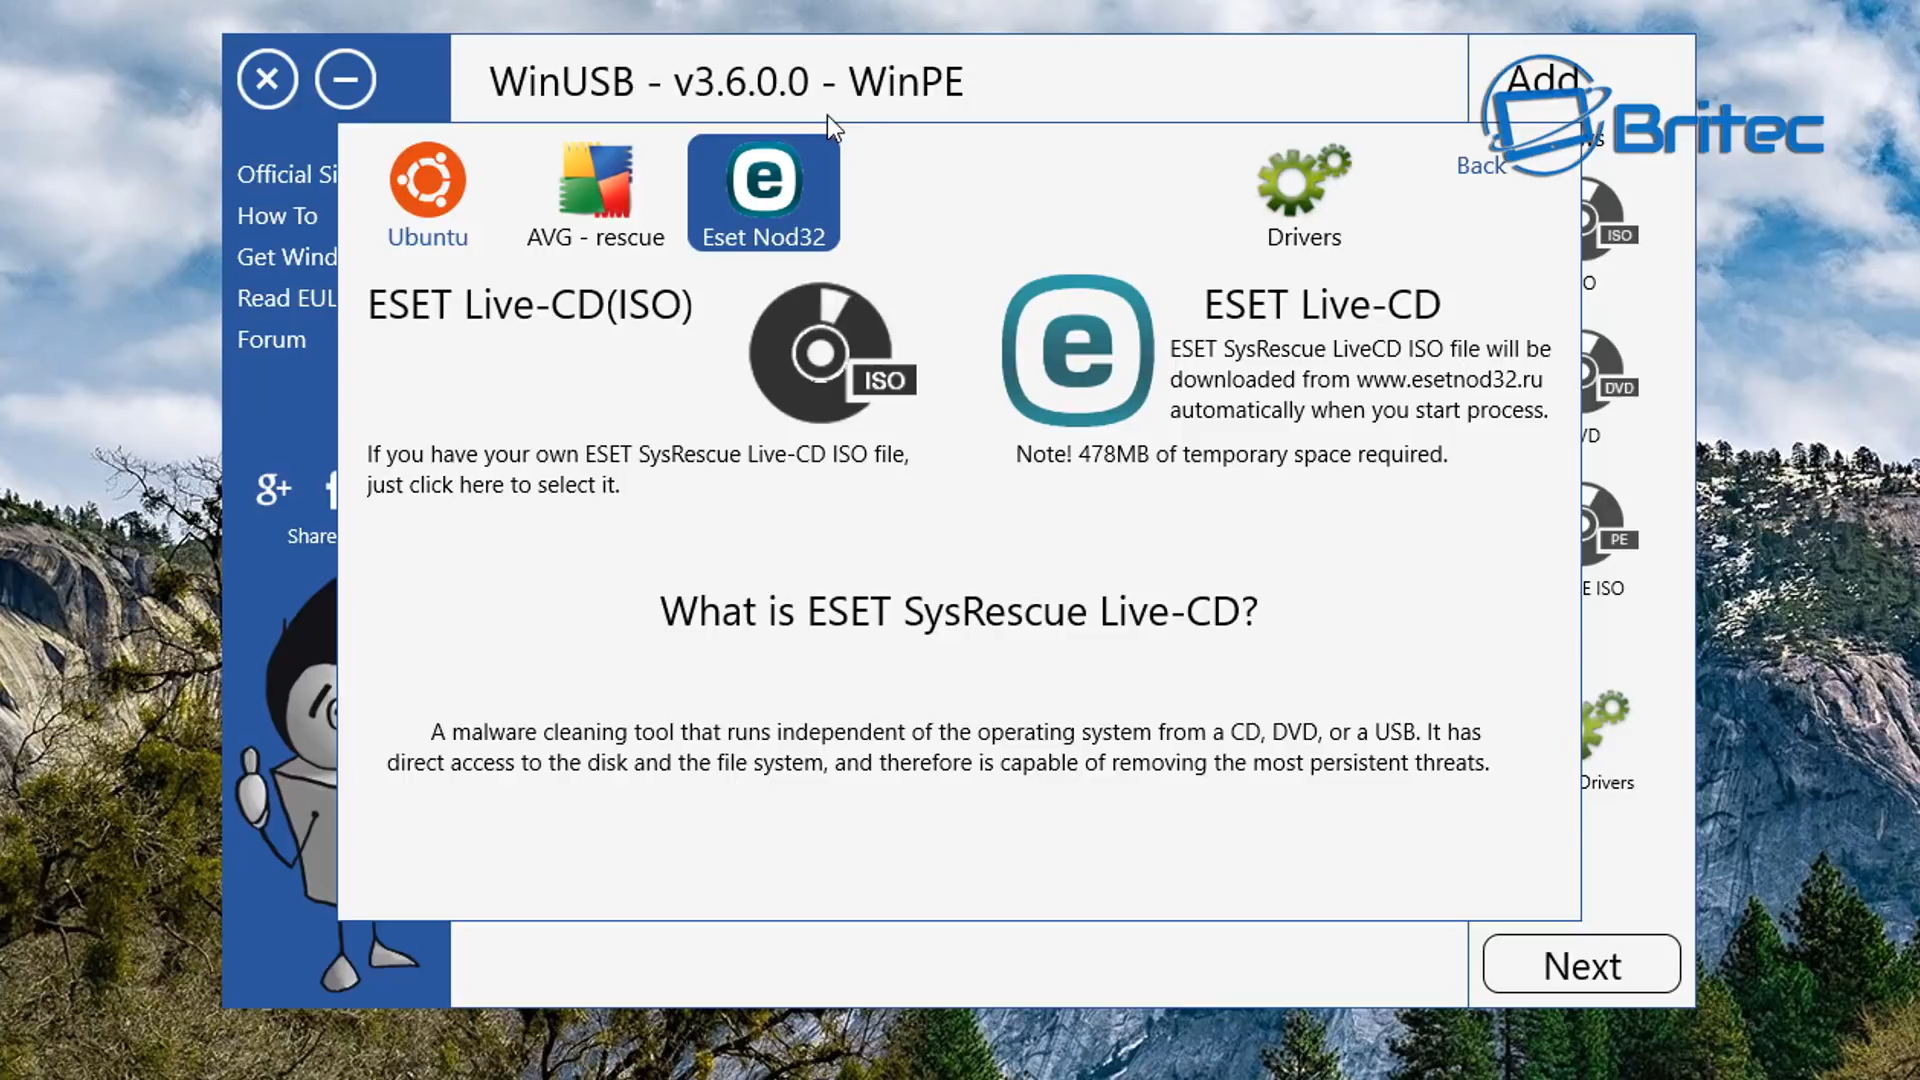 WinUSB - v3.6.0.0 - WinPE
Add
Britec
Official Si
How To
Get Wind
Read EUL
Forum
g+ f
Share
Ubuntu
AVG - rescue
Eset Nod32
Drivers
Back
ESET Live-CD(ISO)
ISO
If you have your own ESET SysRescue Live-CD ISO file,
just click here to select it.
e
ESET Live-CD
ESET SysRescue LiveCD ISO file will be
downloaded from www.esetnod32.ru
automatically when you start process.
Note! 478MB of temporary space required.
What is ESET SysRescue Live-CD?
A malware cleaning tool that runs independent of the operating system from a CD, DVD, or a USB. It has
direct access to the disk and the file system, and therefore is capable of removing the most persistent threats.
ws
ISO
O
DVD
VD
PE
E ISO
Drivers
Next